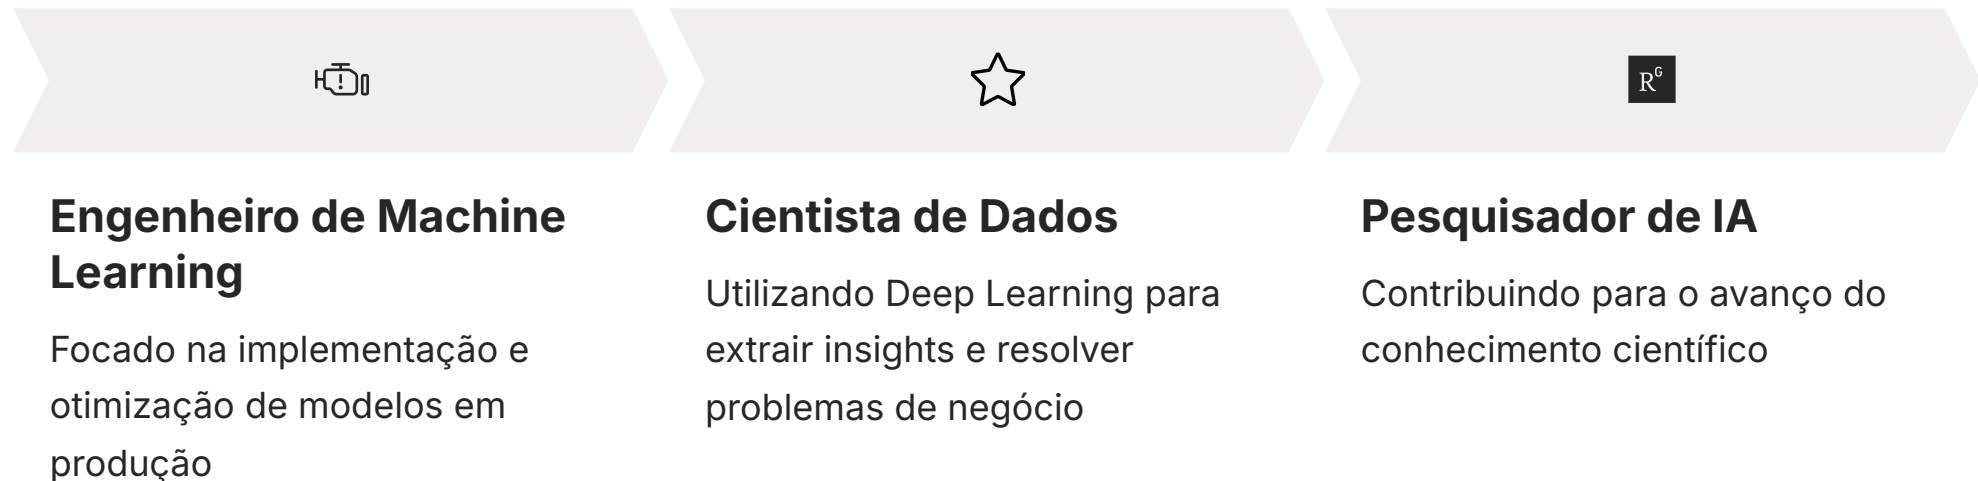 RG
Engenheiro de Machine
Learning
Focado na implementação e
otimização de modelos em
produção
Cientista de Dados
Utilizando Deep Learning para
extrair insights e resolver
problemas de negócio
Pesquisador de IA
Contribuindo para o avanço do
conhecimento científico